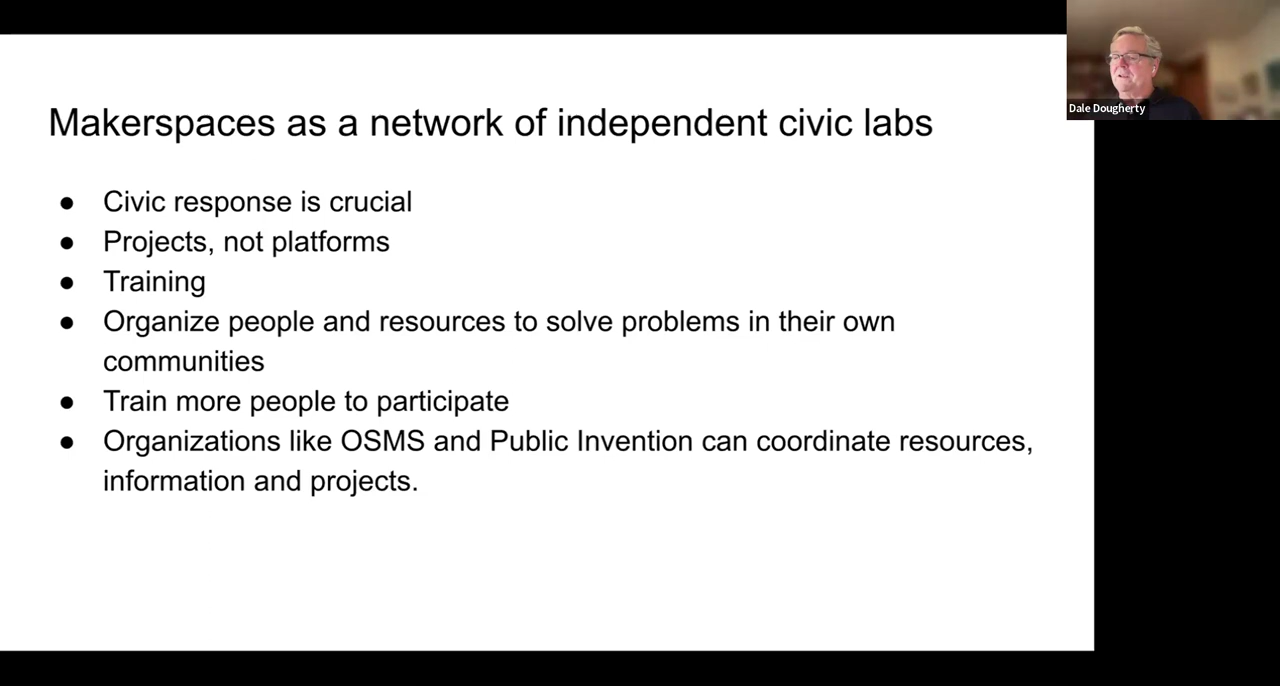 Makerspaces as a network of independent civic labs
● Civic response is crucial
● Projects, not platforms
● Training
● Organize people and resources to solve problems in their own
communities
● Train more people to participate
● Organizations like OSMS and Public Invention can coordinate resources,
information and projects.
Dale Dougherty